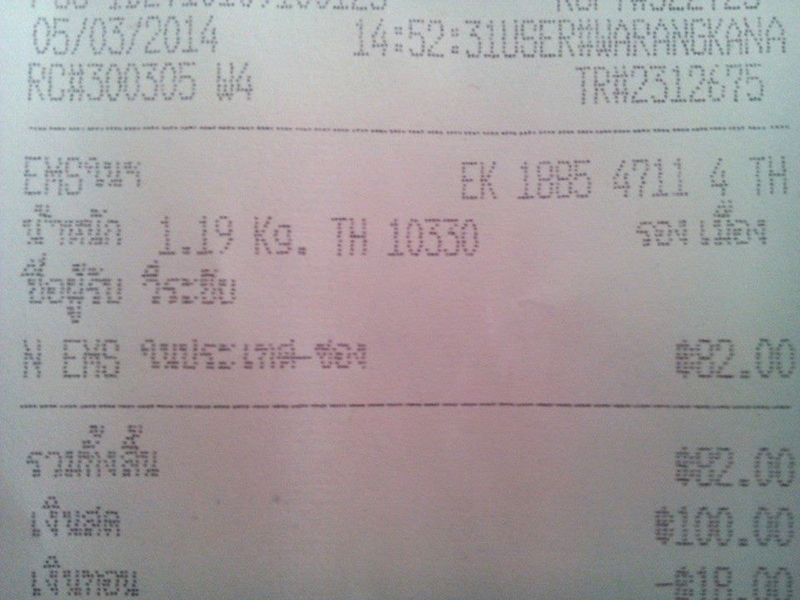 05/03/2014 14:52:31USER#WARANGKANA
RC#300305 W4 TR#2312675
EMSในฯ EK 1885 4711 4 TH
น้ำหนัก 1.19 Kg. TH 10330 รองเมือง
ชื่อผู้รับ วีระชัย
N EMS ในประเทศ-ซอง ฿82.00
รวมทั้งสิ้น ฿82.00
เงินสด ฿100.00
เงินทอน -฿18.00